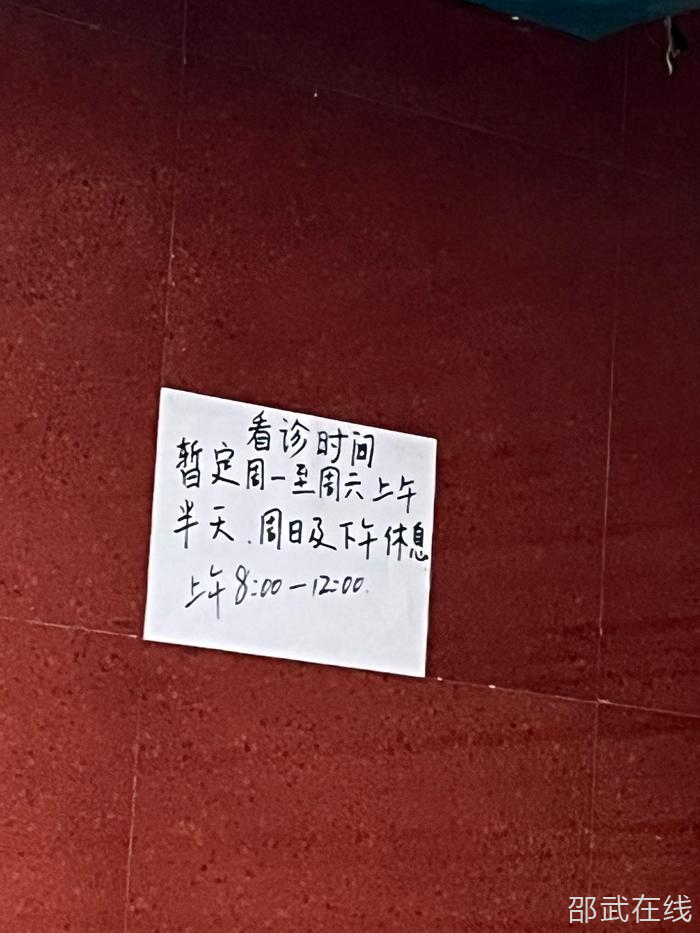 看诊时间
暂定周一至周六上午
半天.周日及下午休息
上午8:00—12:00.
邵武在线